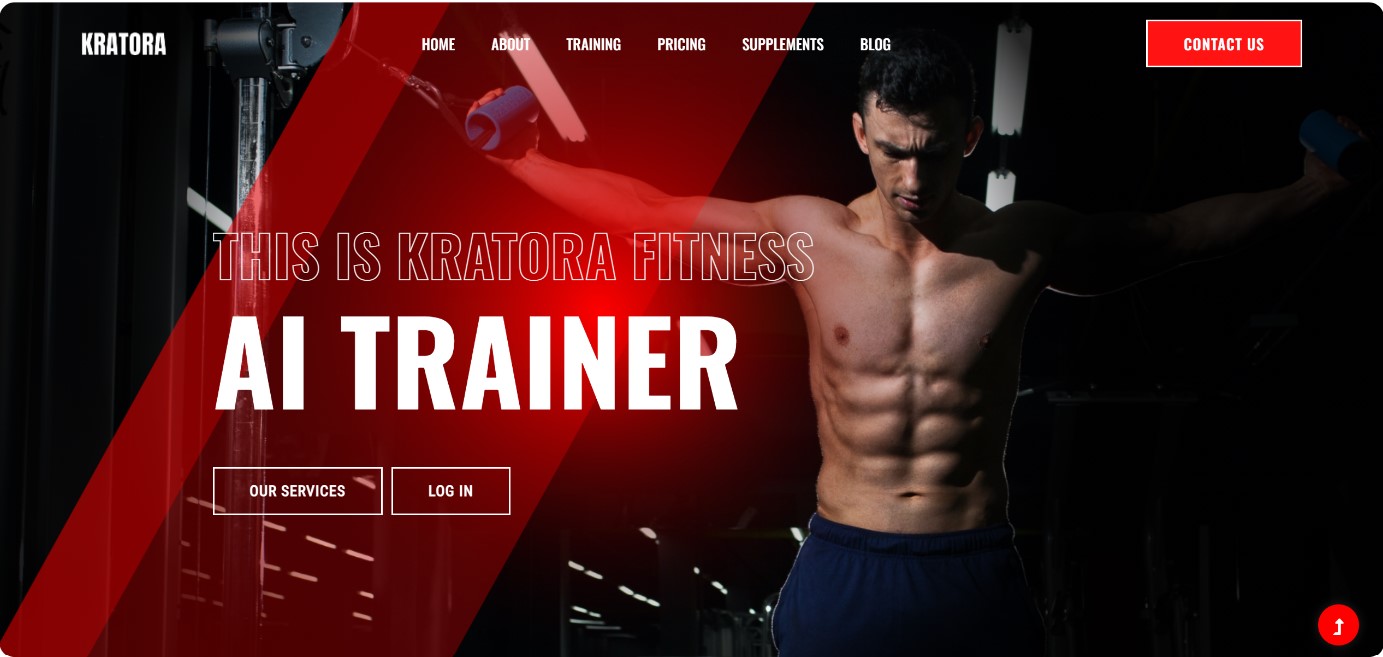 KRATORA
HOME ABOUT TRAINING PRICING SUPPLEMENTS BLOG
CONTACT US
THIS IS KRATORA FITNESS
AI TRAINER
OUR SERVICES LOG IN